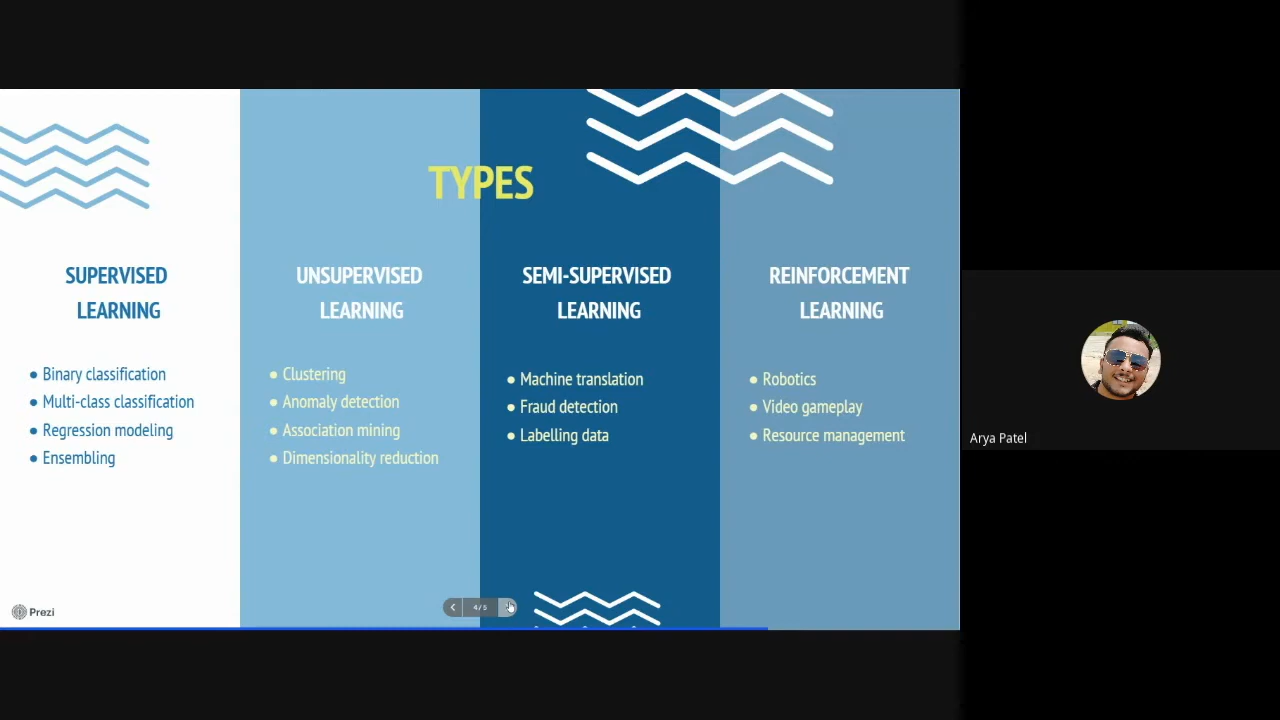 TYPES
SUPERVISED
LEARNING
● Binary classification
● Multi-class classification
● Regression modeling
● Ensembling
UNSUPERVISED
LEARNING
● Clustering
● Anomaly detection
● Association mining
● Dimensionality reduction
SEMI-SUPERVISED
LEARNING
● Machine translation
● Fraud detection
● Labelling data
REINFORCEMENT
LEARNING
● Robotics
● Video gameplay
● Resource management
Arya Patel
Prezi